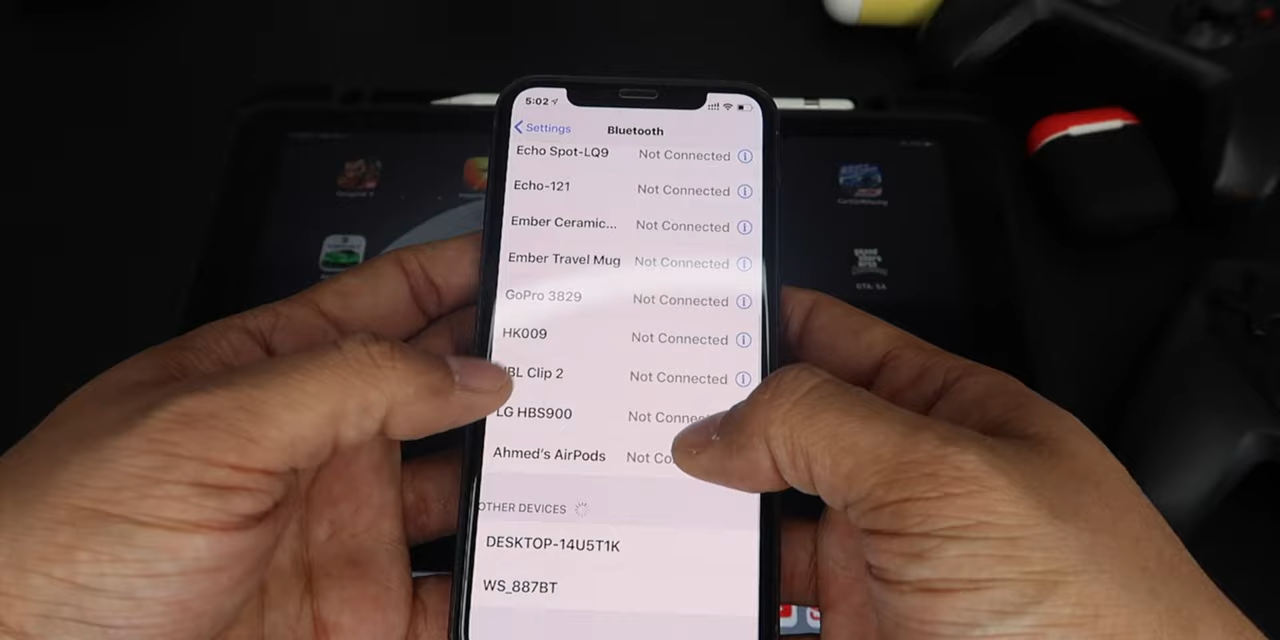 5:02
Settings Bluetooth
Echo Spot-LQ9 Not Connected
Echo-121 Not Connected
Ember Ceramic... Not Connected
Ember Travel Mug Not Connected
GoPro 3829 Not Connected
HK009 Not Connected
JBL Clip 2 Not Connected
LG HBS900 Not Connec
Ahmed's AirPods Not Co
OTHER DEVICES
DESKTOP-14U5T1K
WS_887BT
GTA: SA